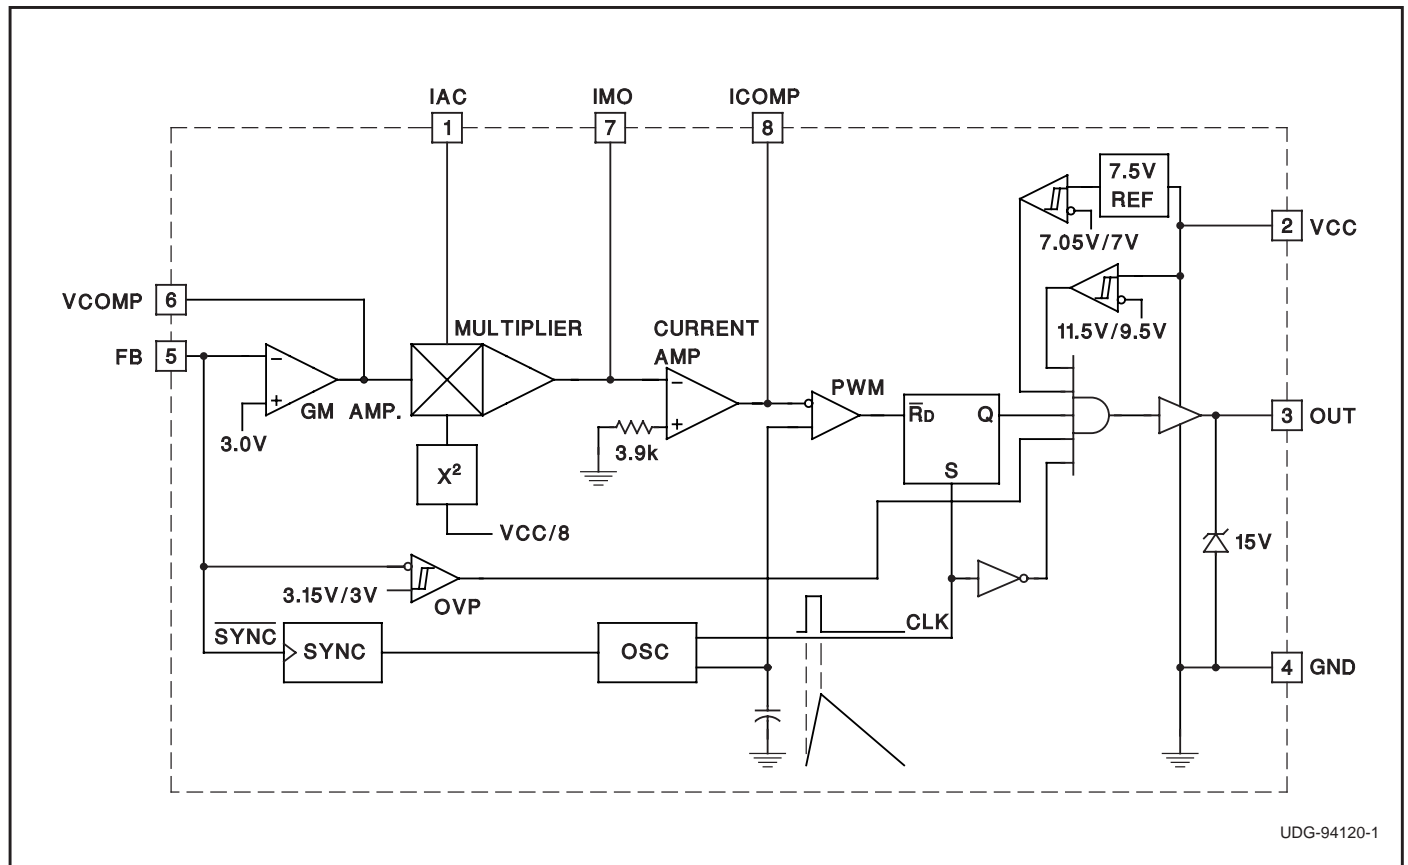 IAC
IMO
ICOMP
1
7
8
7.5V
REF
2
VCC
7.05V/7V
VCOMP
6
11.5V/9.5V
MULTIPLIER
CURRENT
AMP
FB
5
−
−
PWM
+
GM AMP.
+
R̅D
Q
3
OUT
3.0V
3.9k
X²
S
VCC/8
15V
3.15V/3V
OVP
S̅Y̅N̅C̅
SYNC
OSC
CLK
4
GND
UDG-94120-1